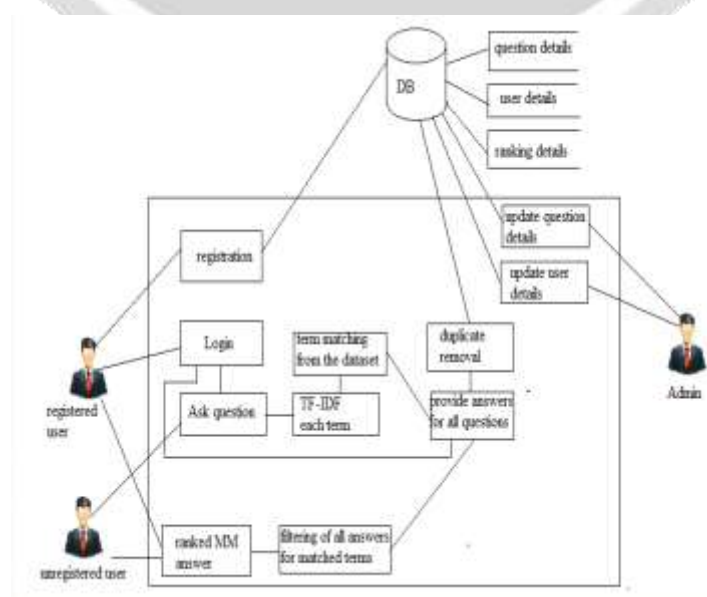 DB
question details
user details
ranking details
update question
details
update user
details
registration
Login
term matching
from the dataset
duplicate
removal
Ask question
TF-IDF
each term
provide answers
for all questions
registered
user
Admin
ranked MM
answer
filtering of all answers
for matched terms
unregistered user